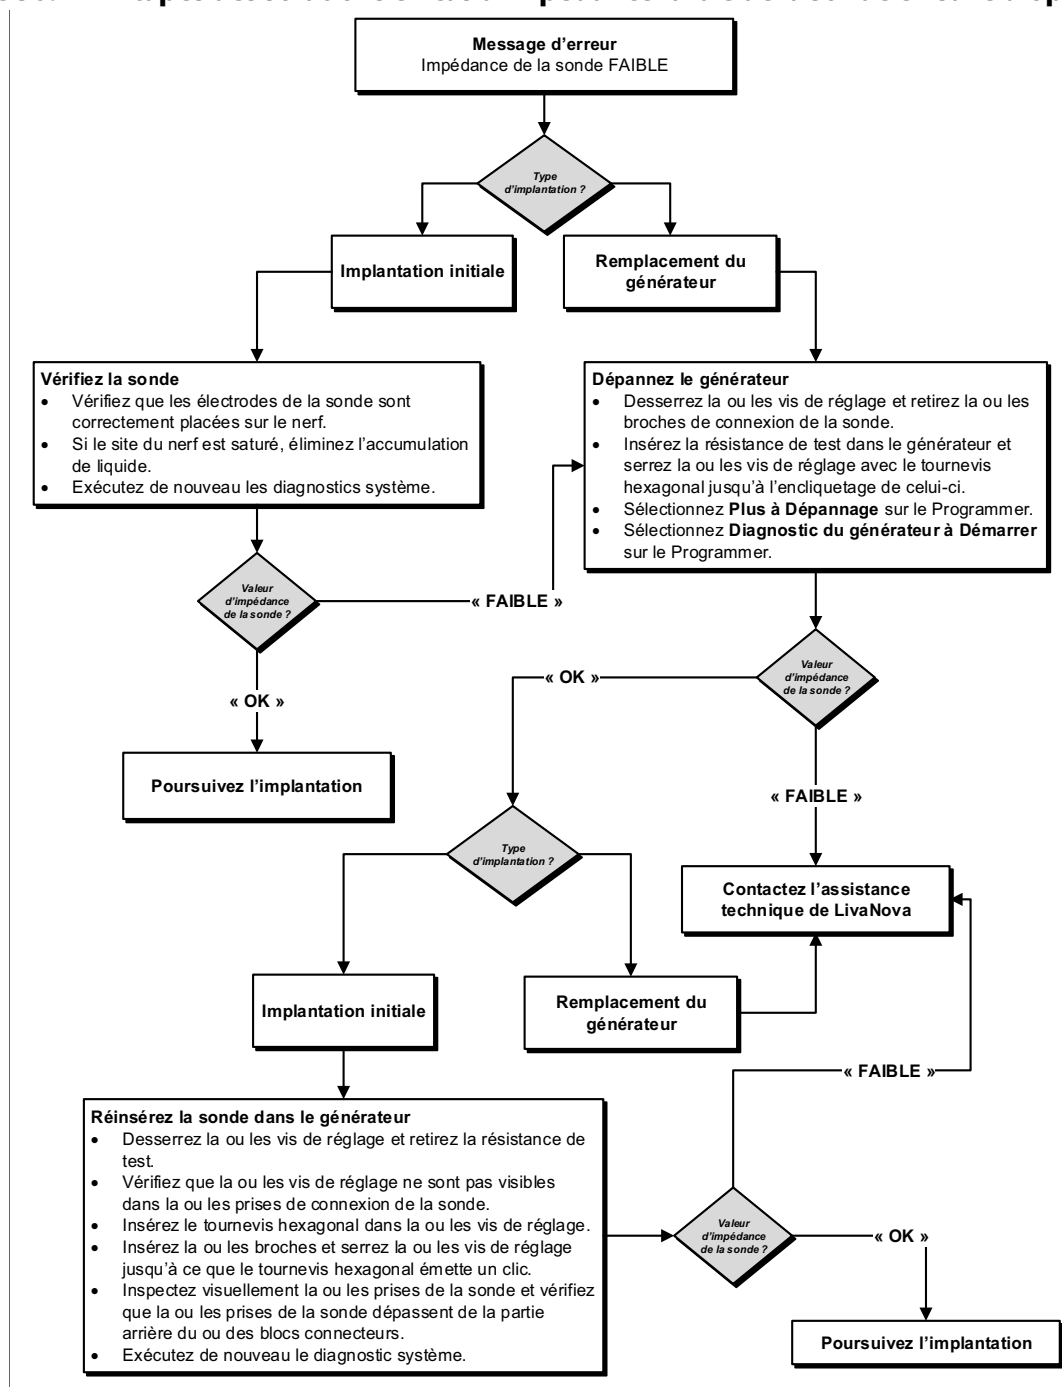 Message d'erreur
Impédance de la sonde FAIBLE
Type
d'implantation ?
Implantation initiale
Remplacement du
générateur
Vérifiez la sonde
• Vérifiez que les électrodes de la sonde sont
correctement placées sur le nerf.
• Si le site du nerf est saturé, éliminez l'accumulation
de liquide.
• Exécutez de nouveau les diagnostics système.
Dépannez le générateur
• Desserrez la ou les vis de réglage et retirez la ou les
broches de connexion de la sonde.
• Insérez la résistance de test dans le générateur et
serrez la ou les vis de réglage avec le tournevis
hexagonal jusqu'à l'encliquetage de celui-ci.
• Sélectionnez Plus à Dépannage sur le Programmer.
• Sélectionnez Diagnostic du générateur à Démarrer
sur le Programmer.
Valeur
d'impédance
de la sonde ?
« FAIBLE »
« OK »
Poursuivez l'implantation
Valeur
d'impédance
de la sonde ?
« OK »
« FAIBLE »
Type
d'implantation ?
Contactez l'assistance
technique de LivaNova
Implantation initiale
Remplacement du
générateur
« FAIBLE »
Réinsérez la sonde dans le générateur
• Desserrez la ou les vis de réglage et retirez la résistance de
test.
• Vérifiez que la ou les vis de réglage ne sont pas visibles
dans la ou les prises de connexion de la sonde.
• Insérez le tournevis hexagonal dans la ou les vis de réglage.
• Insérez la ou les broches et serrez la ou les vis de réglage
jusqu'à ce que le tournevis hexagonal émette un clic.
• Inspectez visuellement la ou les prises de la sonde et vérifiez
que la ou les prises de la sonde dépassent de la partie
arrière du ou des blocs connecteurs.
• Exécutez de nouveau le diagnostic système.
Valeur
d'impédance
de la sonde ?
« OK »
Poursuivez l'implantation